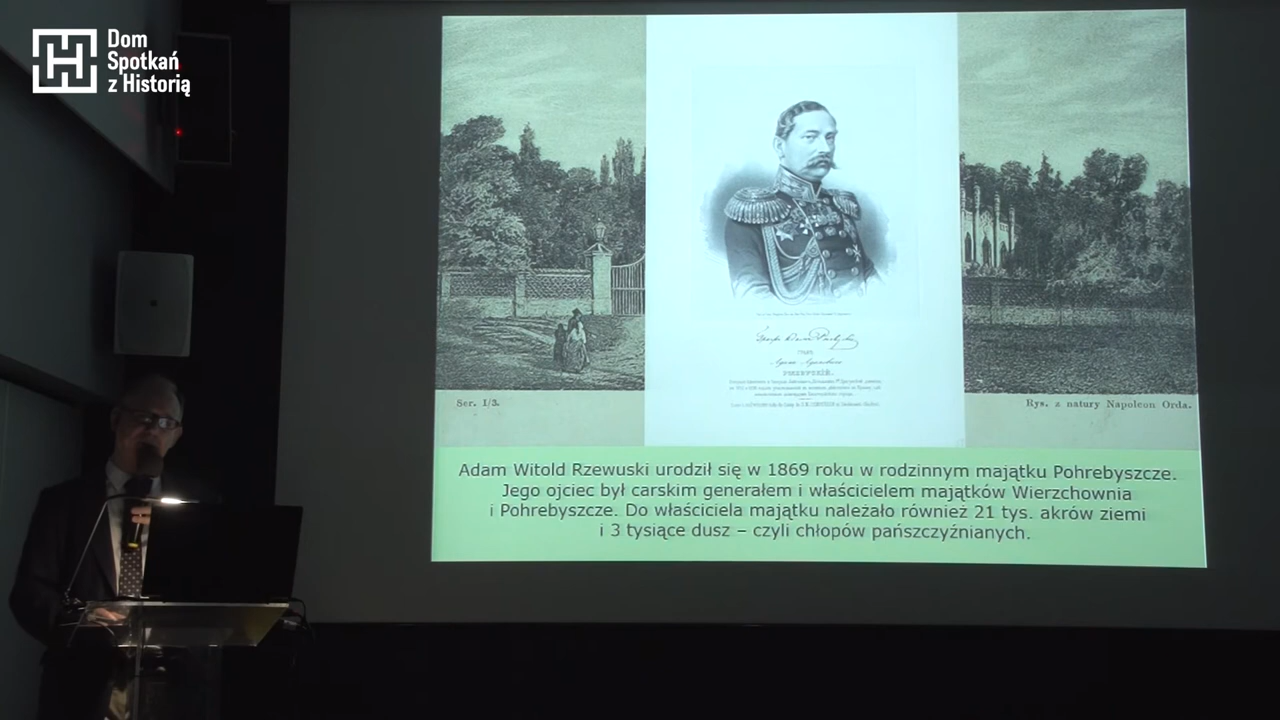 Dom
Spotkań
z Historią
Ser. I/3.
Rys. z natury Napoleon Orda.
Adam Witold Rzewuski urodził się w 1869 roku w rodzinnym majątku Pohrebyszcze.
Jego ojciec był carskim generałem i właścicielem majątków Wierzchownia
i Pohrebyszcze. Do właściciela majątku należało również 21 tys. akrów ziemi
i 3 tysiące dusz – czyli chłopów pańszczyźnianych.